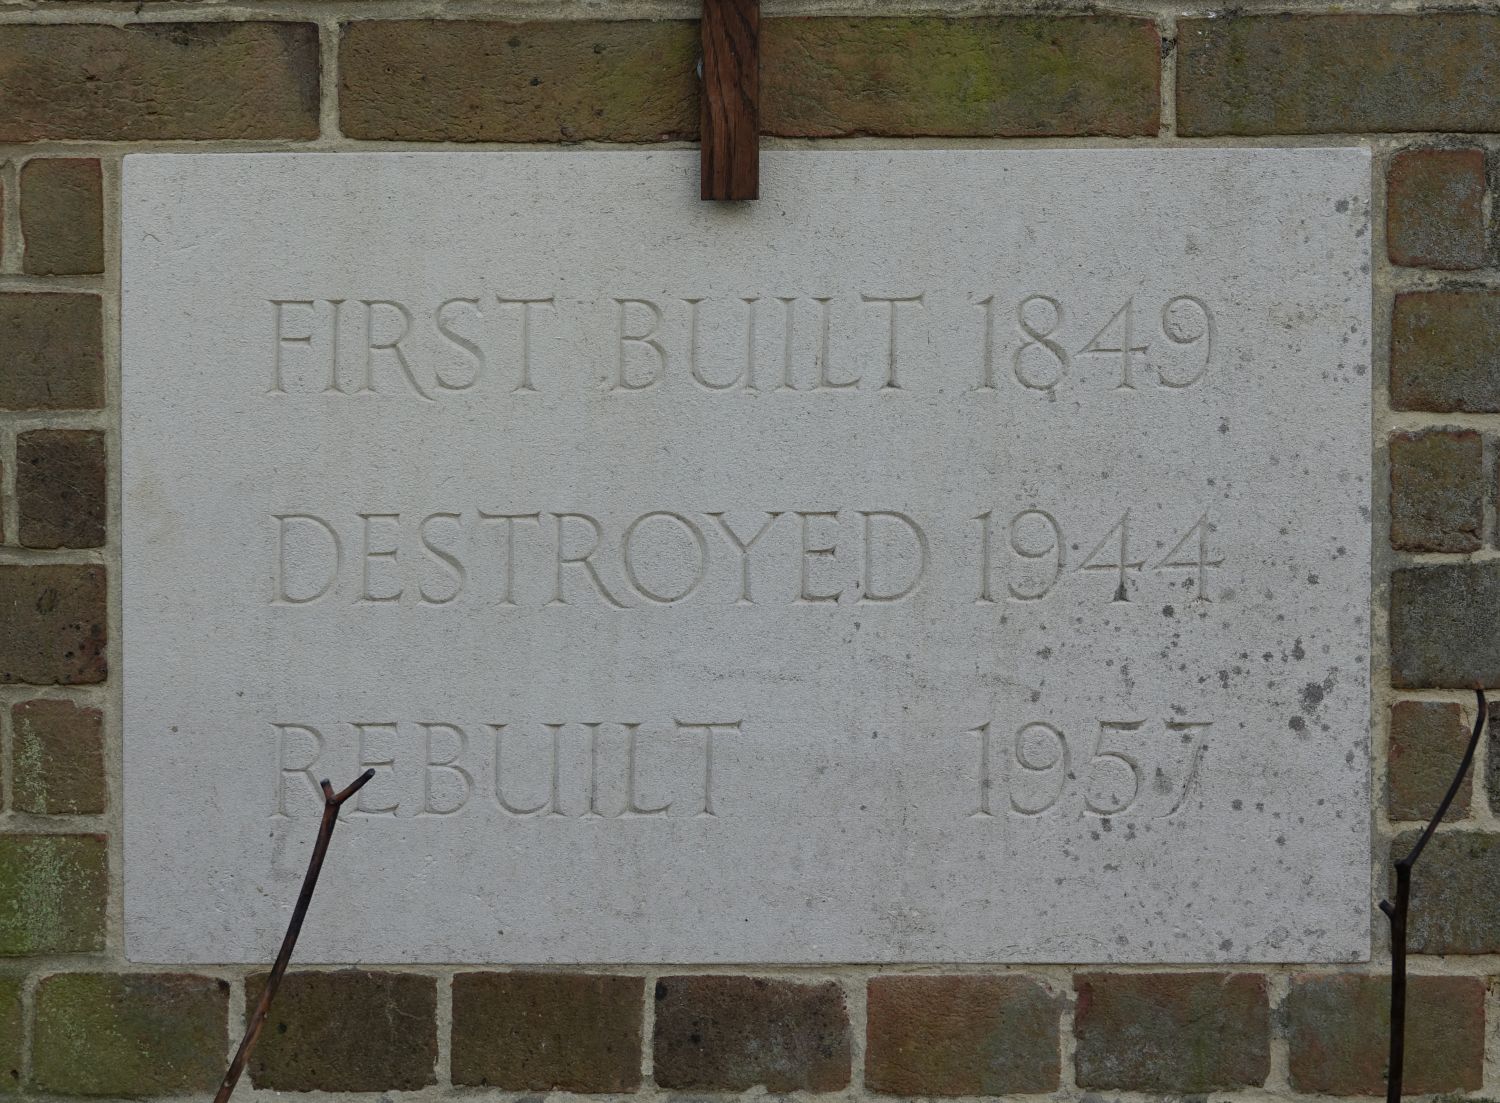 FIRST BUILT 1849
DESTROYED 1944
REBUILT 1957